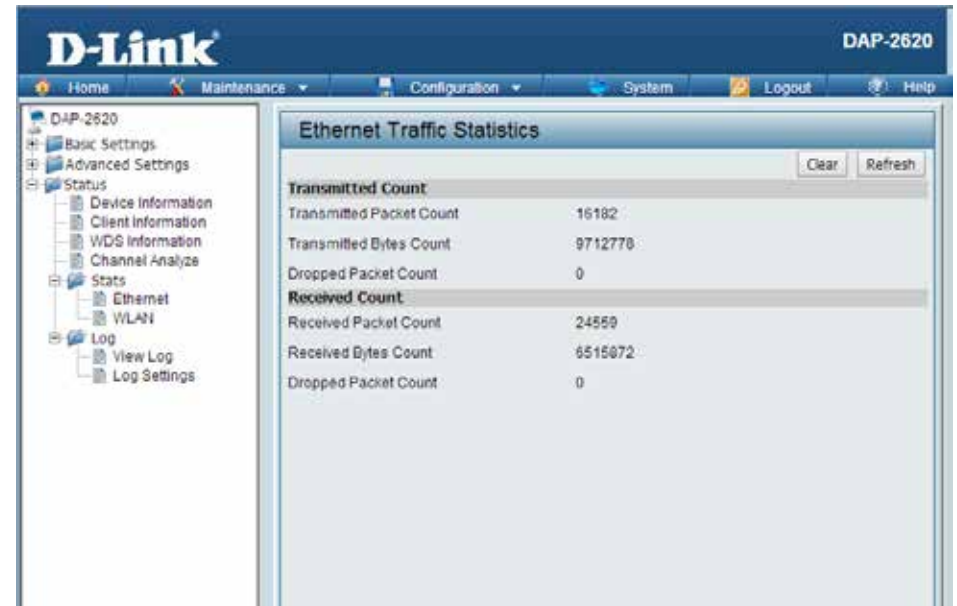 D-Link
DAP-2620
Home Maintenance Configuration System Logout Help
DAP-2620
Basic Settings
Advanced Settings
Status
Device Information
Client Information
WDS Information
Channel Analyze
Stats
Ethernet
WLAN
Log
View Log
Log Settings
Ethernet Traffic Statistics
Clear Refresh
Transmitted Count
Transmitted Packet Count 16182
Transmitted Bytes Count 9712778
Dropped Packet Count 0
Received Count
Received Packet Count 24559
Received Bytes Count 6515872
Dropped Packet Count 0